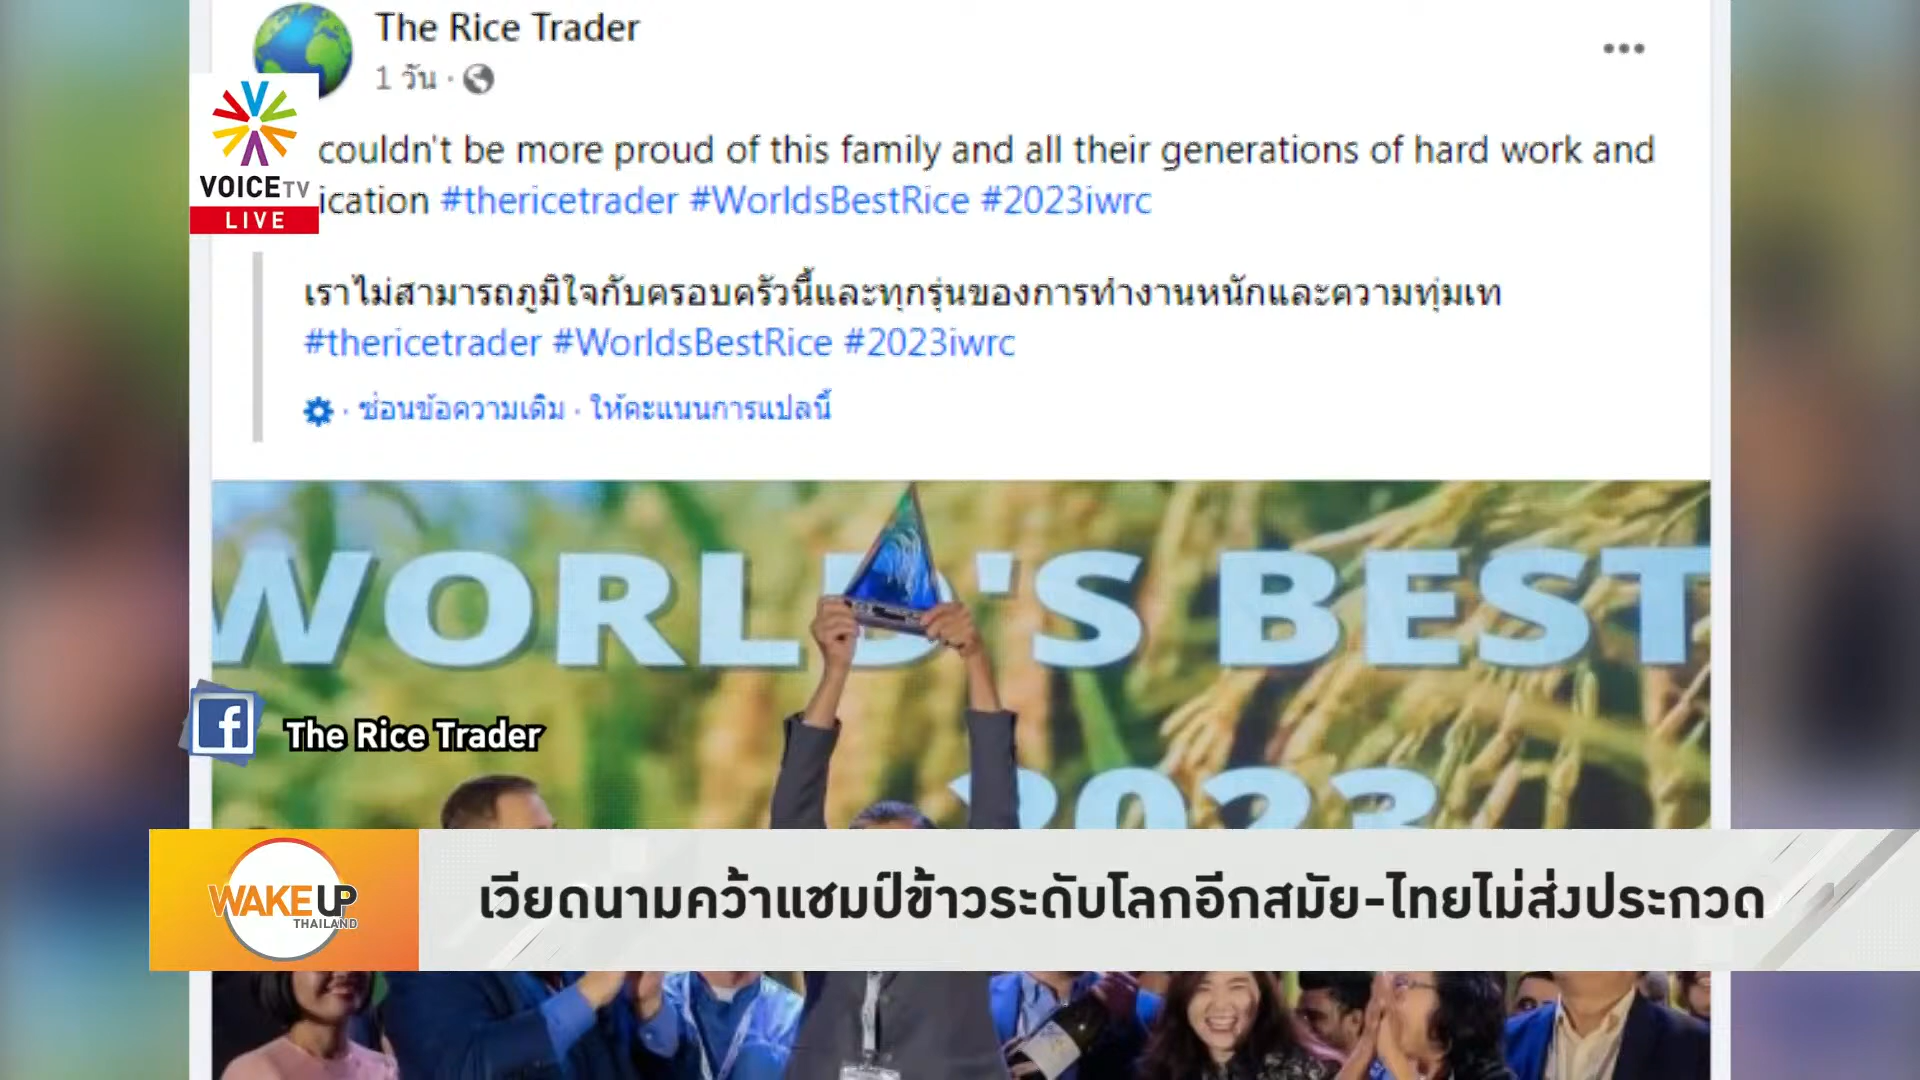 The Rice Trader
1 วัน ·
VOICETV
LIVE
couldn't be more proud of this family and all their generations of hard work and
ication #thericetrader #WorldsBestRice #2023iwrc
เราไม่สามารถภูมิใจกับครอบครัวนี้และทุกรุ่นของการทำงานหนักและความทุ่มเท
#thericetrader #WorldsBestRice #2023iwrc
· ซ่อนข้อความเดิม · ให้คะแนนการแปลนี้
WORLD'S BEST
2023
f The Rice Trader
WAKE UP
THAILAND
เวียดนามคว้าแชมป์ข้าวระดับโลกอีกสมัย-ไทยไม่ส่งประกวด